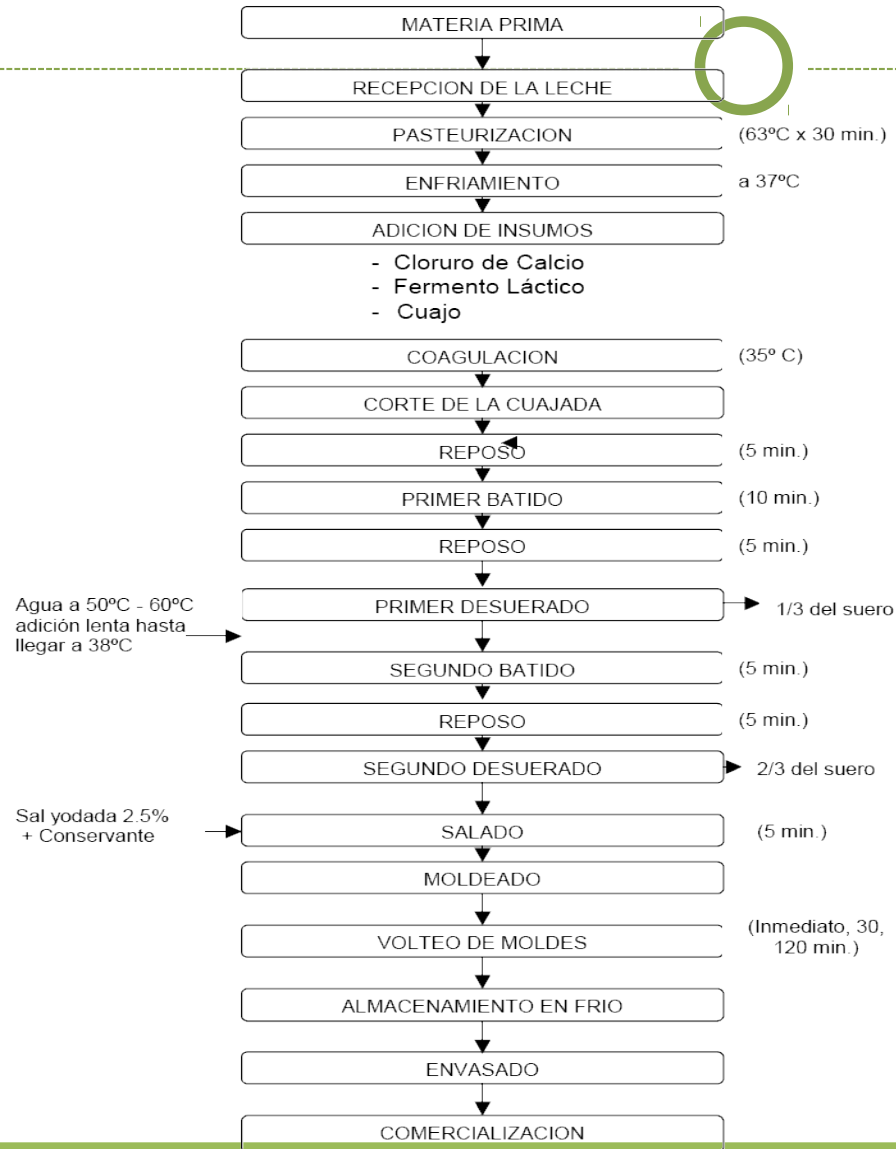 MATERIA PRIMA
RECEPCION DE LA LECHE
PASTEURIZACION
(63ºC x 30 min.)
ENFRIAMIENTO
a 37ºC
ADICION DE INSUMOS
- Cloruro de Calcio
- Fermento Láctico
- Cuajo
COAGULACION
(35º C)
CORTE DE LA CUAJADA
REPOSO
(5 min.)
PRIMER BATIDO
(10 min.)
REPOSO
(5 min.)
Agua a 50ºC - 60ºC
adición lenta hasta
llegar a 38ºC
PRIMER DESUERADO
1/3 del suero
SEGUNDO BATIDO
(5 min.)
REPOSO
(5 min.)
SEGUNDO DESUERADO
2/3 del suero
Sal yodada 2.5%
+ Conservante
SALADO
(5 min.)
MOLDEADO
VOLTEO DE MOLDES
(Inmediato, 30,
120 min.)
ALMACENAMIENTO EN FRIO
ENVASADO
COMERCIALIZACION